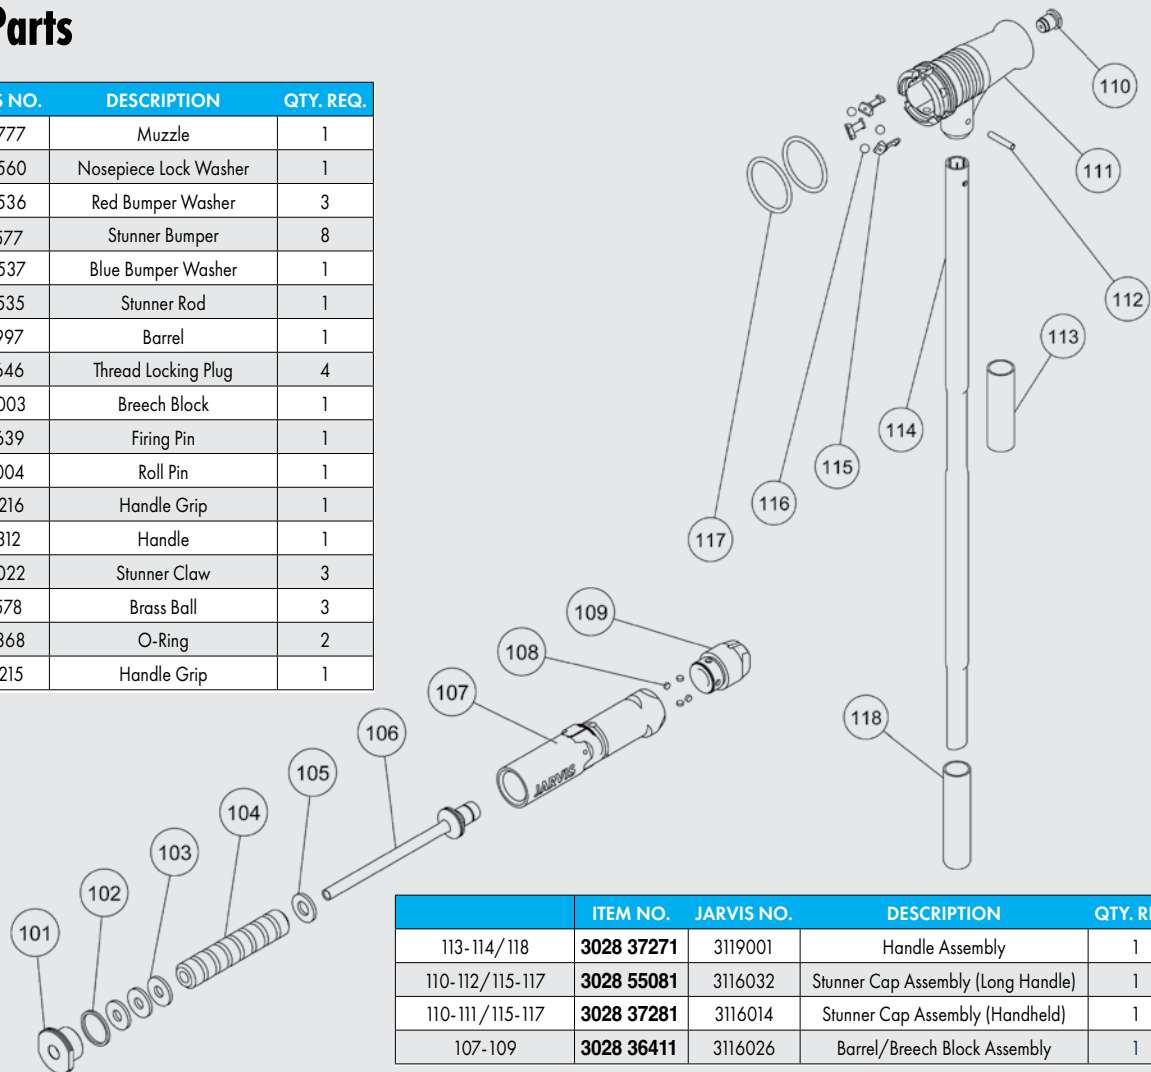 Parts
S NO. DESCRIPTION QTY. REQ.
777 Muzzle 1
560 Nosepiece Lock Washer 1
536 Red Bumper Washer 3
577 Stunner Bumper 8
537 Blue Bumper Washer 1
535 Stunner Rod 1
997 Barrel 1
646 Thread Locking Plug 4
003 Breech Block 1
639 Firing Pin 1
004 Roll Pin 1
216 Handle Grip 1
312 Handle 1
022 Stunner Claw 3
578 Brass Ball 3
368 O-Ring 2
215 Handle Grip 1
110
111
112
113
114
115
116
117
109
108
107
118
106
105
104
103
102
101
JARVIS
ITEM NO. JARVIS NO. DESCRIPTION QTY. R
113-114/118 3028 37271 3119001 Handle Assembly 1
110-112/115-117 3028 55081 3116032 Stunner Cap Assembly (Long Handle) 1
110-111/115-117 3028 37281 3116014 Stunner Cap Assembly (Handheld) 1
107-109 3028 36411 3116026 Barrel/Breech Block Assembly 1